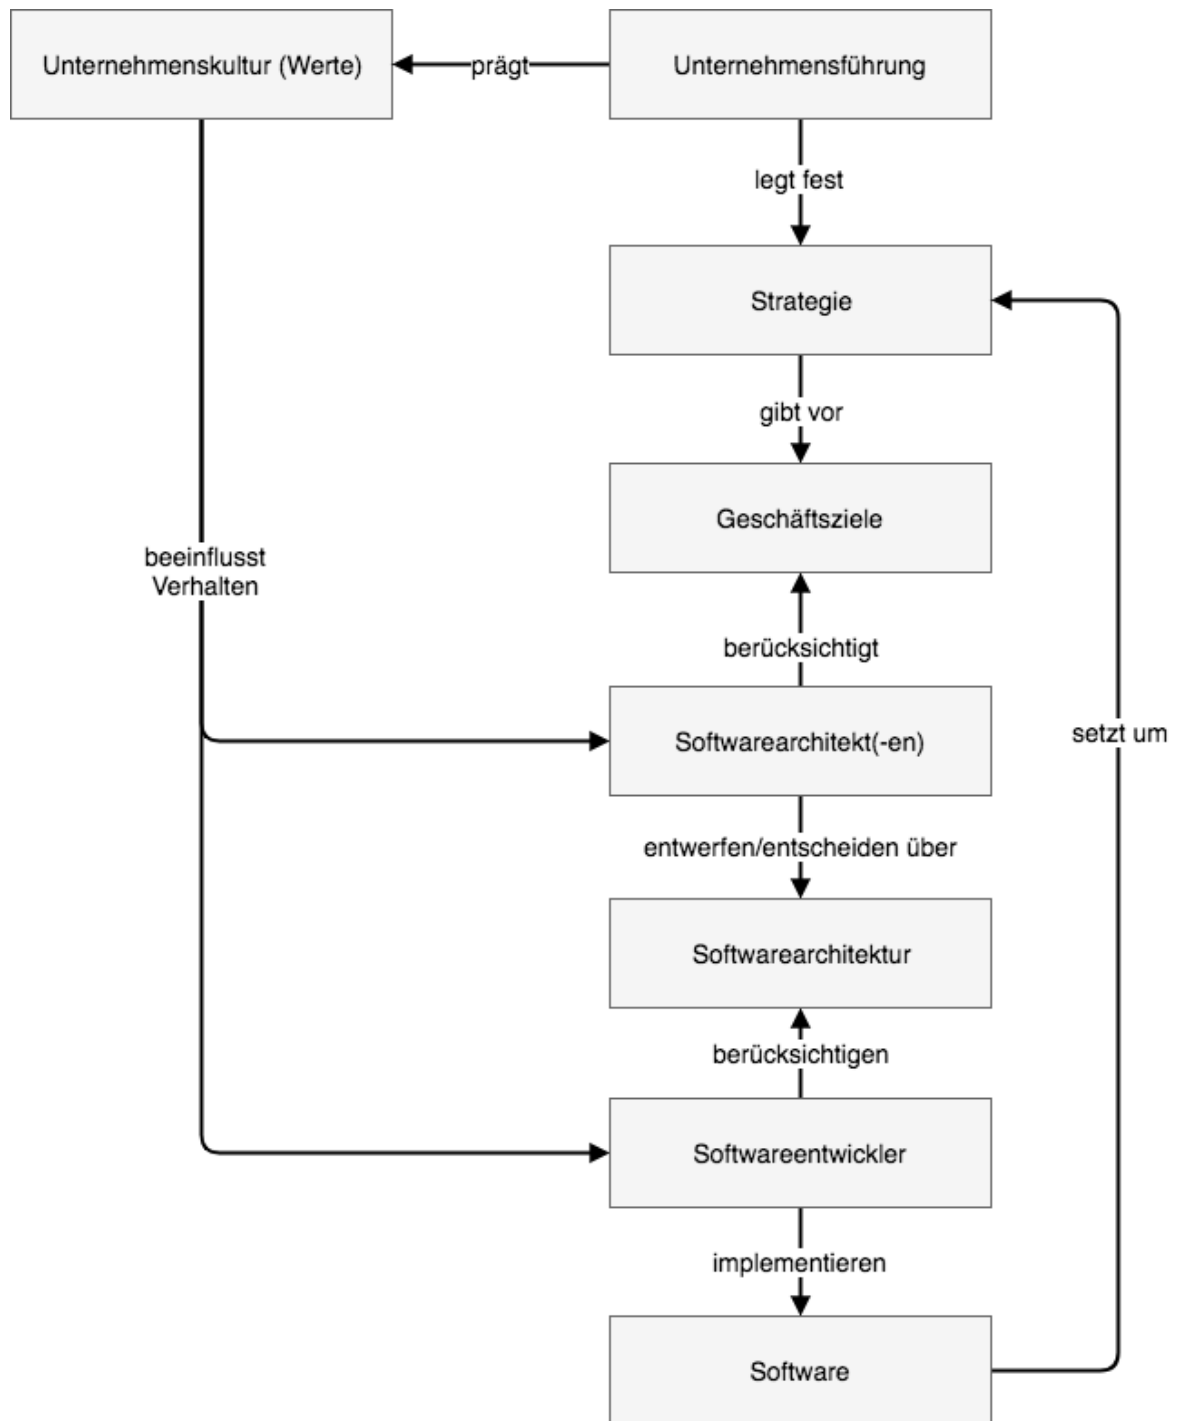 Unternehmenskultur (Werte)
prägt
Unternehmensführung
legt fest
Strategie
gibt vor
Geschäftsziele
beeinflusst
Verhalten
berücksichtigt
Softwarearchitekt(-en)
setzt um
entwerfen/entscheiden über
Softwarearchitektur
berücksichtigen
Softwareentwickler
implementieren
Software